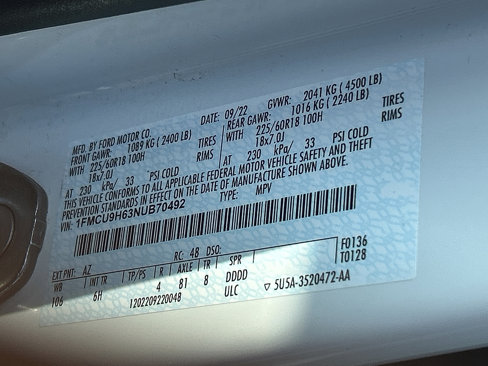 MFD. BY FORD MOTOR CO.
DATE: 09/22 GVWR: 2041 KG ( 4500 LB)
FRONT GAWR: 1089 KG ( 2400 LB) REAR GAWR: 1016 KG ( 2240 LB)
WITH 225/60R18 100H TIRES WITH 225/60R18 100H TIRES
18x7.0J RIMS 18x7.0J RIMS
AT 230 kPa/ 33 PSI COLD AT 230 kPa/ 33 PSI COLD
THIS VEHICLE CONFORMS TO ALL APPLICABLE FEDERAL MOTOR VEHICLE SAFETY AND THEFT
PREVENTION STANDARDS IN EFFECT ON THE DATE OF MANUFACTURE SHOWN ABOVE.
VIN: 1FMCU9H63NUB70492 TYPE: MPV
F0136
T0128
EXT PNT: AZ RC: 48 DSO:
WB INT TR TP/PS R AXLE TR SPR
106 6H 4 81 8 DDDD
1202209220048 ULC ▽ 5U5A-3520472-AA